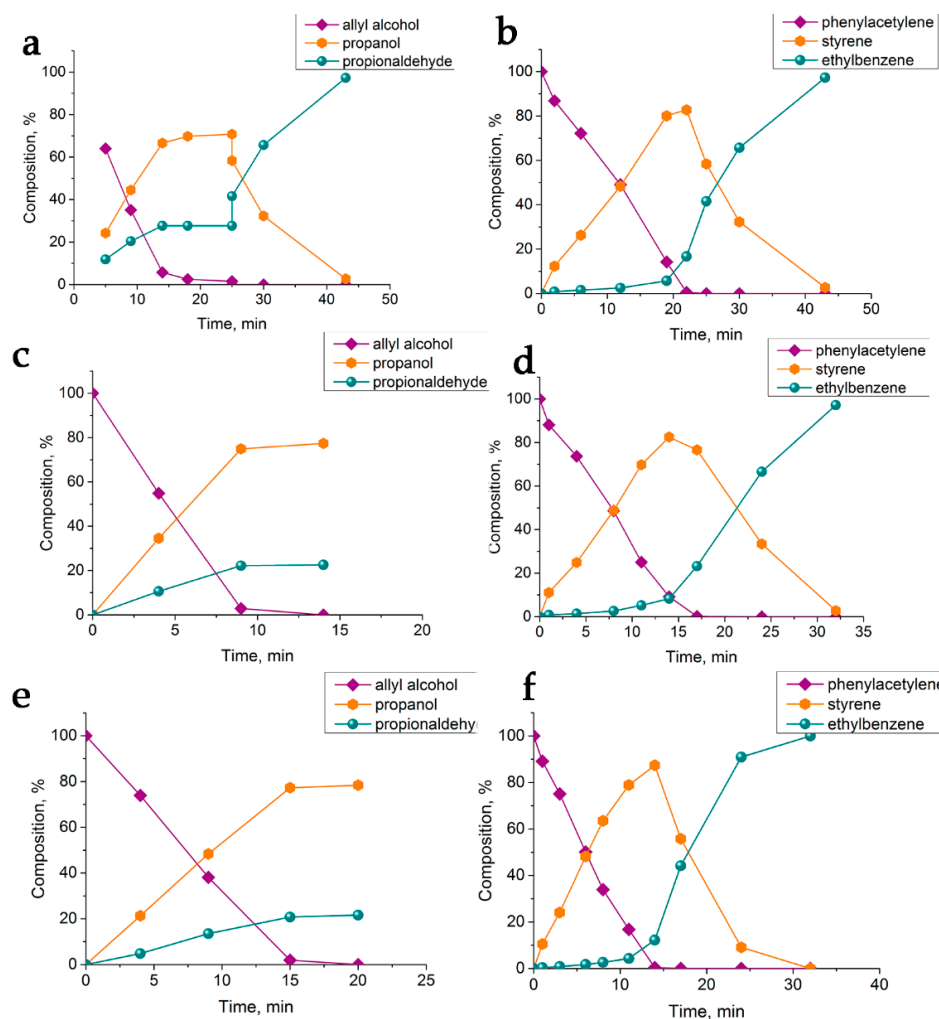 a
allyl alcohol
propanol
propionaldehyde
Composition, %
100
80
60
40
20
0
0 10 20 30 40 50
Time, min
b
phenylacetylene
styrene
ethylbenzene
Composition, %
100
80
60
40
20
0
0 10 20 30 40 50
Time, min
c
allyl alcohol
propanol
propionaldehyde
Composition, %
100
80
60
40
20
0
0 5 10 15 20
Time, min
d
phenylacetylene
styrene
ethylbenzene
Composition, %
100
80
60
40
20
0
0 5 10 15 20 25 30 35
Time, min
e
allyl alcohol
propanol
propionaldehy
Composition, %
100
80
60
40
20
0
0 5 10 15 20 25
Time, min
f
phenylacetylene
styrene
ethylbenzene
Composition, %
100
80
60
40
20
0
0 10 20 30 40
Time, min